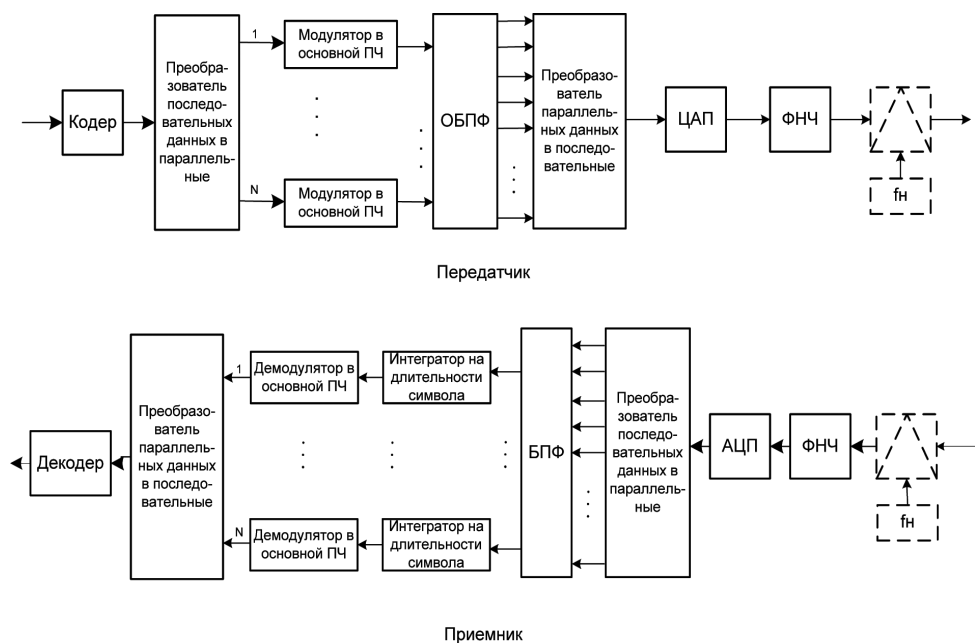 Кодер
Преобра-
зователь
последо-
вательных
данных в
параллель-
ные
1
Модулятор в
основной ПЧ
N
Модулятор в
основной ПЧ
ОБПФ
Преобразо-
ватель
параллель-
ных данных
в последо-
вательные
ЦАП
ФНЧ
fн
Передатчик
Декодер
Преобразо-
ватель
параллель-
ных данных
в последо-
вательные
1
Демодулятор в
основной ПЧ
Интегратор на
длительности
символа
N
Демодулятор в
основной ПЧ
Интегратор на
длительности
символа
БПФ
Преобра-
зователь
последо-
вательных
данных в
параллель-
ные
АЦП
ФНЧ
fн
Приемник